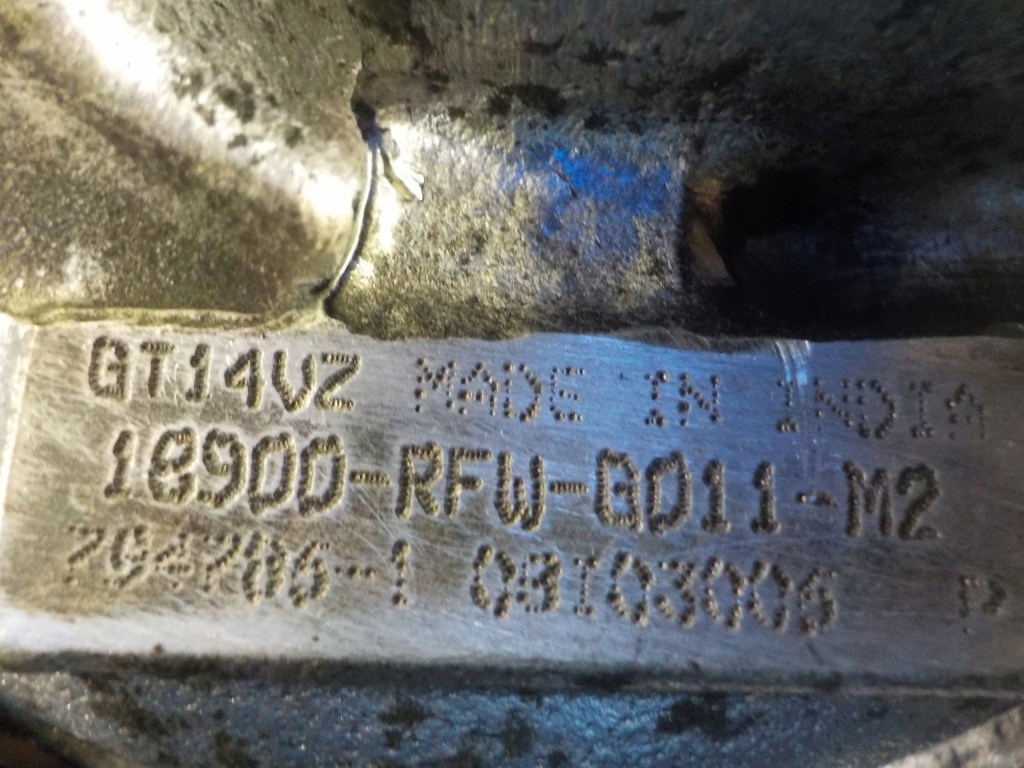 GT14VZ MADE IN INDIA
18900-RFW-G011-M2
794786-1 08I03006 P